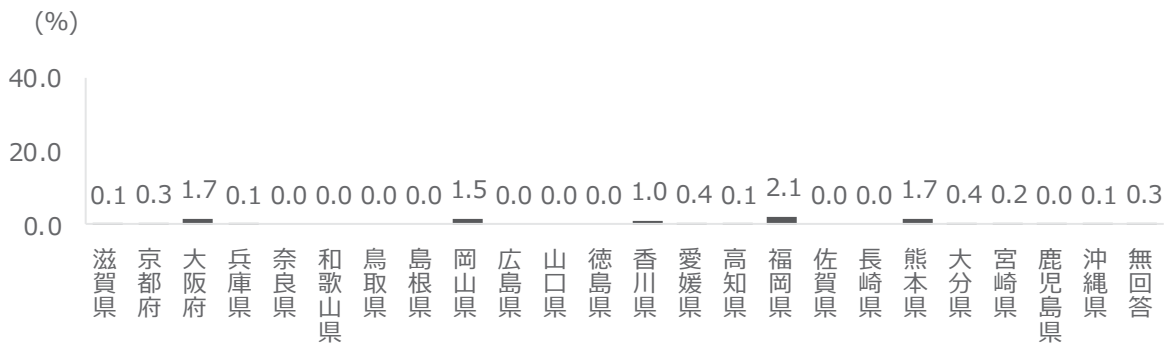 (%)
40.0
20.0
0.0
0.1 0.3 1.7 0.1 0.0 0.0 0.0 0.0 1.5 0.0 0.0 0.0 1.0 0.4 0.1 2.1 0.0 0.0 1.7 0.4 0.2 0.0 0.1 0.3
滋賀県
京都府
大阪府
兵庫県
奈良県
和歌山県
鳥取県
島根県
岡山県
広島県
山口県
徳島県
香川県
愛媛県
高知県
福岡県
佐賀県
長崎県
熊本県
大分県
宮崎県
鹿児島県
沖縄県
無回答